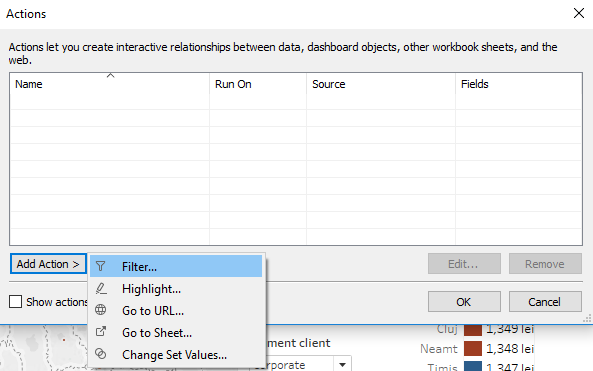 Actions
Actions let you create interactive relationships between data, dashboard objects, other workbook sheets, and the
web.
Name Run On Source Fields
Add Action > Edit... Remove
Filter...
Highlight...
Go to URL...
Go to Sheet...
Change Set Values...
Show actions
OK Cancel
ment client
orporate
Cluj 1,349 lei
Neamt 1,348 lei
Timis 1,347 lei